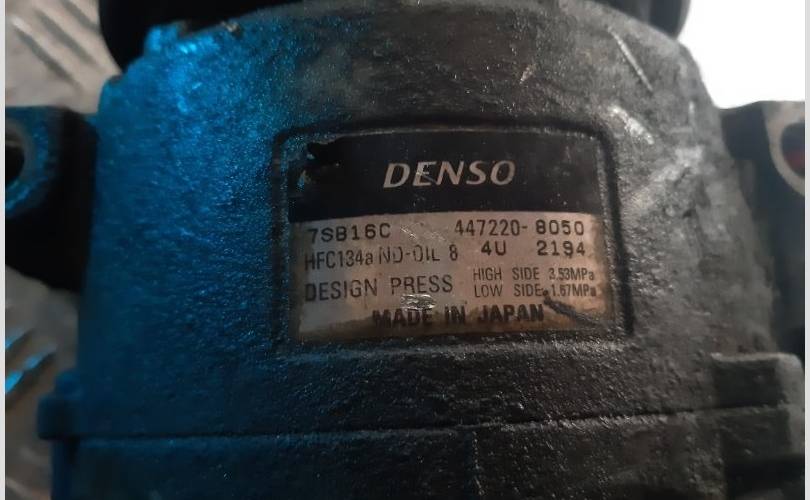 DENSO
7SB16C 447220-8050
HFC134a ND-OIL 8 4U 2194
DESIGN PRESS HIGH SIDE 3.53MPa
LOW SIDE 1.67MPa
MADE IN JAPAN